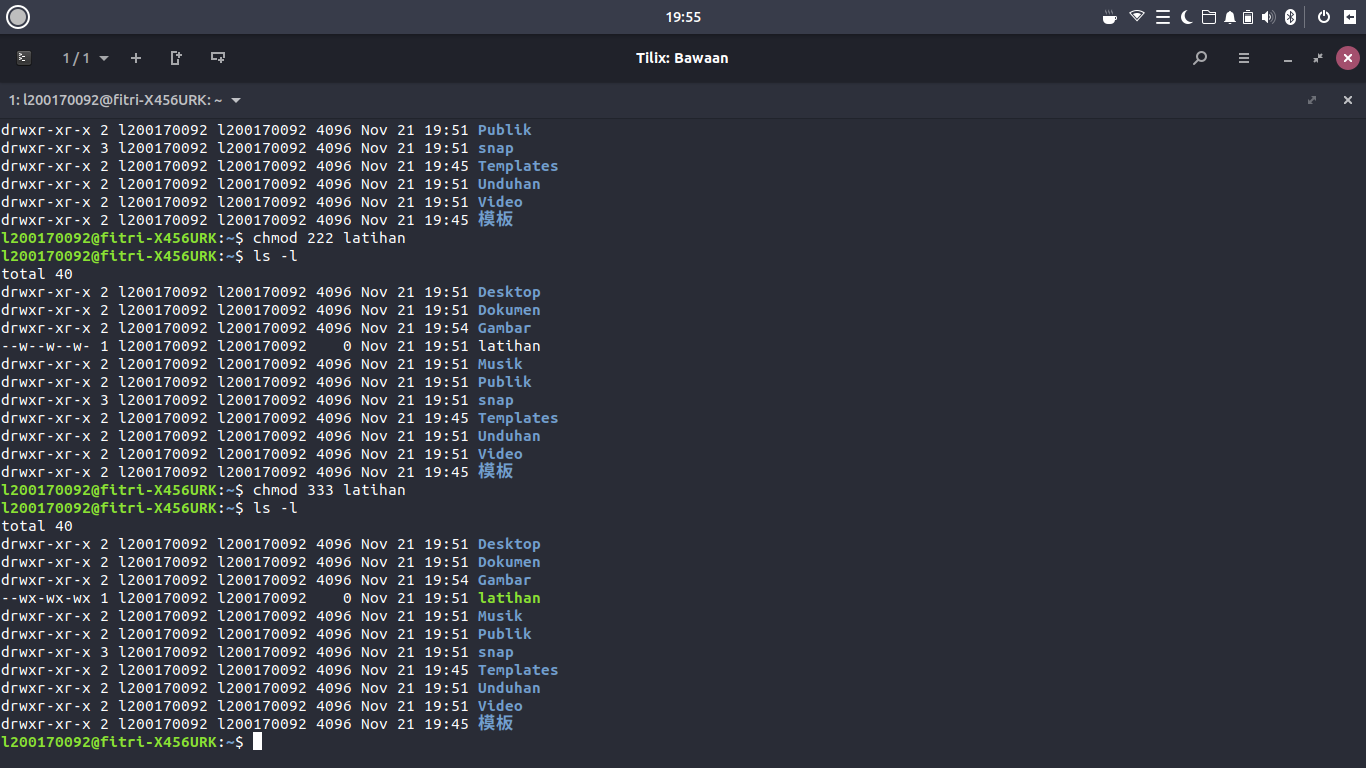 19:55
1 / 1
Tilix: Bawaan
1: l200170092@fitri-X456URK: ~
drwxr-xr-x 2 l200170092 l200170092 4096 Nov 21 19:51 Publik
drwxr-xr-x 3 l200170092 l200170092 4096 Nov 21 19:51 snap
drwxr-xr-x 2 l200170092 l200170092 4096 Nov 21 19:45 Templates
drwxr-xr-x 2 l200170092 l200170092 4096 Nov 21 19:51 Unduhan
drwxr-xr-x 2 l200170092 l200170092 4096 Nov 21 19:51 Video
drwxr-xr-x 2 l200170092 l200170092 4096 Nov 21 19:45 模板
l200170092@fitri-X456URK:~$ chmod 222 latihan
l200170092@fitri-X456URK:~$ ls -l
total 40
drwxr-xr-x 2 l200170092 l200170092 4096 Nov 21 19:51 Desktop
drwxr-xr-x 2 l200170092 l200170092 4096 Nov 21 19:51 Dokumen
drwxr-xr-x 2 l200170092 l200170092 4096 Nov 21 19:54 Gambar
--w--w--w- 1 l200170092 l200170092    0 Nov 21 19:51 latihan
drwxr-xr-x 2 l200170092 l200170092 4096 Nov 21 19:51 Musik
drwxr-xr-x 2 l200170092 l200170092 4096 Nov 21 19:51 Publik
drwxr-xr-x 3 l200170092 l200170092 4096 Nov 21 19:51 snap
drwxr-xr-x 2 l200170092 l200170092 4096 Nov 21 19:45 Templates
drwxr-xr-x 2 l200170092 l200170092 4096 Nov 21 19:51 Unduhan
drwxr-xr-x 2 l200170092 l200170092 4096 Nov 21 19:51 Video
drwxr-xr-x 2 l200170092 l200170092 4096 Nov 21 19:45 模板
l200170092@fitri-X456URK:~$ chmod 333 latihan
l200170092@fitri-X456URK:~$ ls -l
total 40
drwxr-xr-x 2 l200170092 l200170092 4096 Nov 21 19:51 Desktop
drwxr-xr-x 2 l200170092 l200170092 4096 Nov 21 19:51 Dokumen
drwxr-xr-x 2 l200170092 l200170092 4096 Nov 21 19:54 Gambar
--wx-wx-wx 1 l200170092 l200170092    0 Nov 21 19:51 latihan
drwxr-xr-x 2 l200170092 l200170092 4096 Nov 21 19:51 Musik
drwxr-xr-x 2 l200170092 l200170092 4096 Nov 21 19:51 Publik
drwxr-xr-x 3 l200170092 l200170092 4096 Nov 21 19:51 snap
drwxr-xr-x 2 l200170092 l200170092 4096 Nov 21 19:45 Templates
drwxr-xr-x 2 l200170092 l200170092 4096 Nov 21 19:51 Unduhan
drwxr-xr-x 2 l200170092 l200170092 4096 Nov 21 19:51 Video
drwxr-xr-x 2 l200170092 l200170092 4096 Nov 21 19:45 模板
l200170092@fitri-X456URK:~$